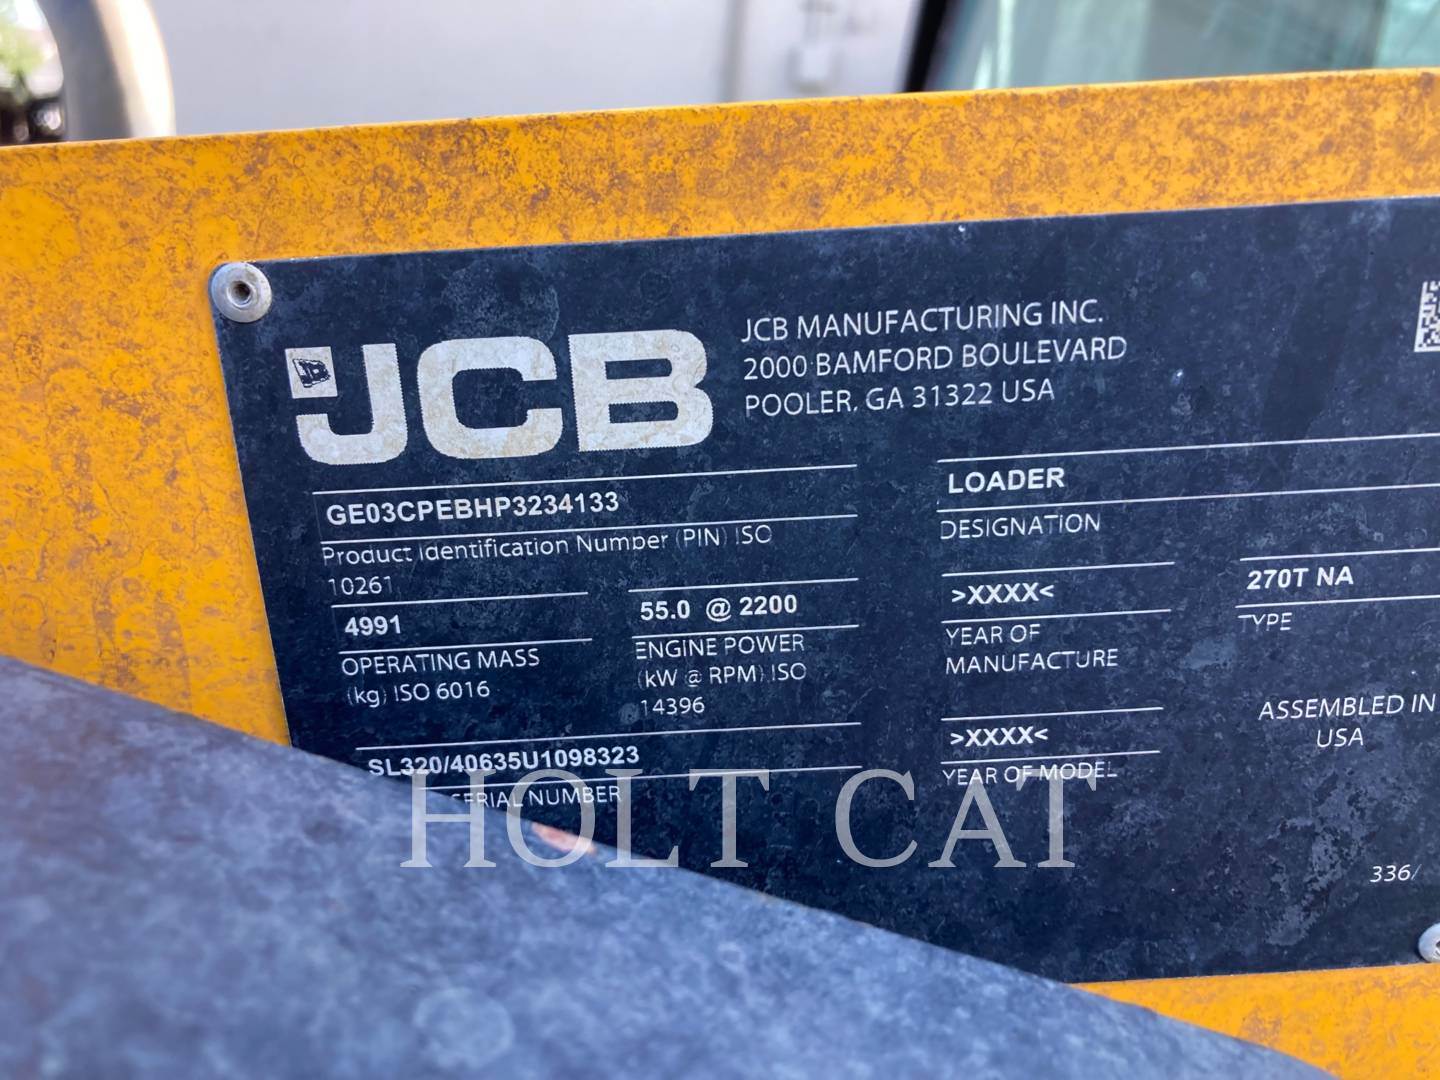 JCB
JCB MANUFACTURING INC.
2000 BAMFORD BOULEVARD
POOLER, GA 31322 USA
GE03CPEBHP3234133
Product Identification Number (PIN) ISO
10261
LOADER
DESIGNATION
4991
OPERATING MASS
(kg) ISO 6016
55.0 @ 2200
ENGINE POWER
(kW @ RPM) ISO
14396
>XXXX<
YEAR OF
MANUFACTURE
270T NA
TYPE
SL320/40635U1098323
SERIAL NUMBER
>XXXX<
YEAR OF MODEL
ASSEMBLED IN
USA
336/
HOLT CAT